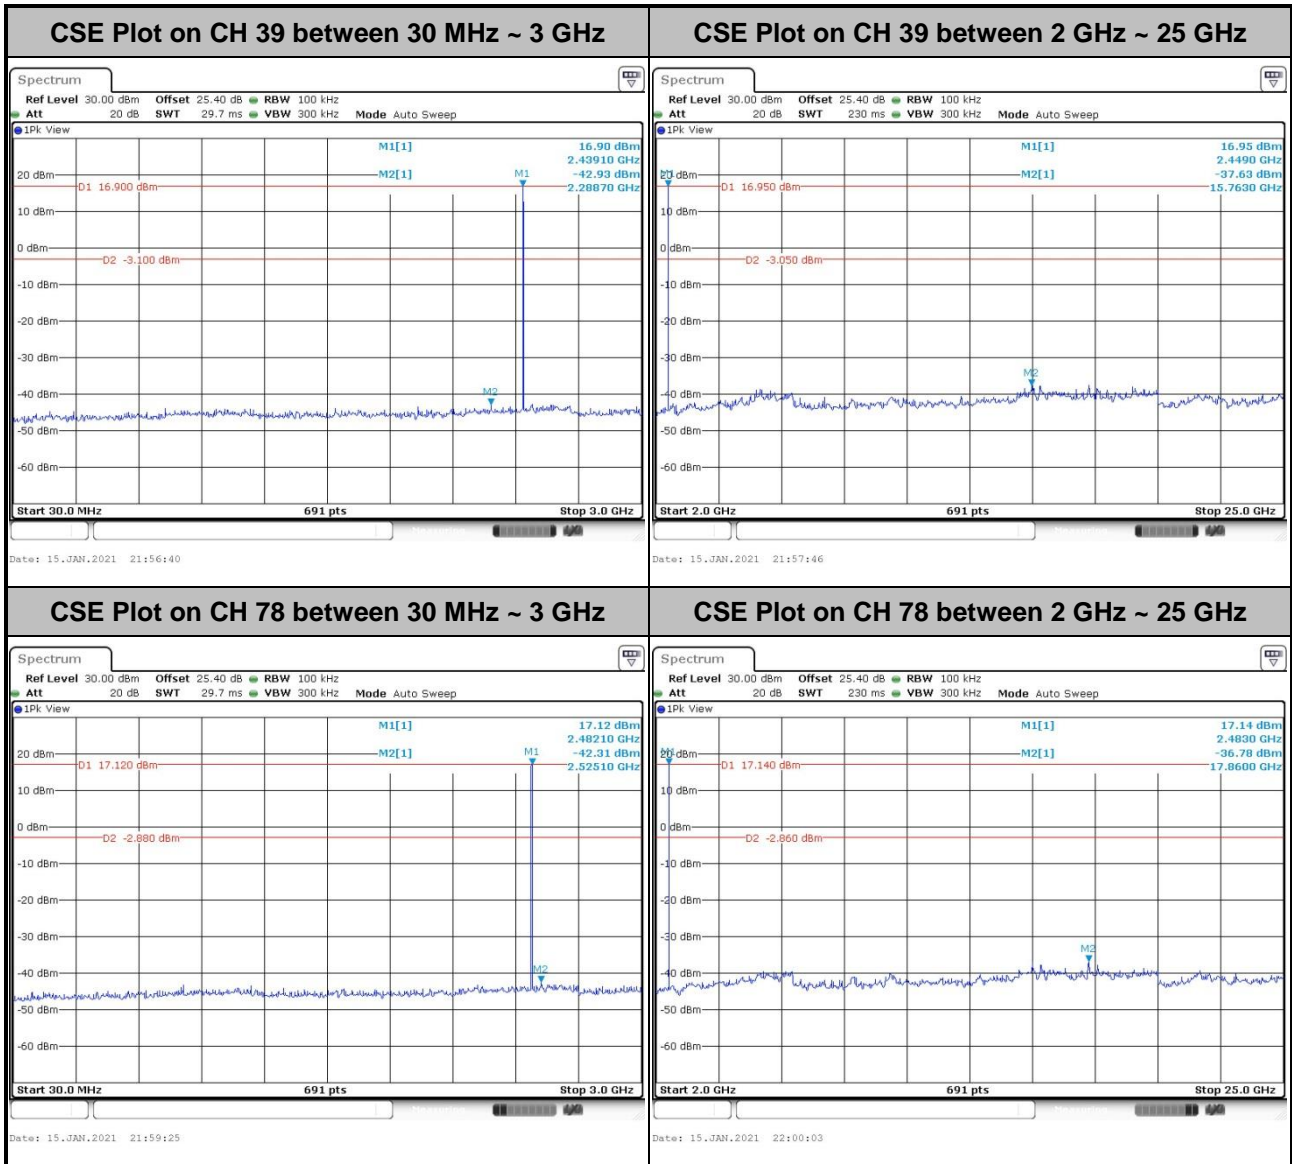 CSE Plot on CH 39 between 30 MHz ~ 3 GHz
Spectrum
Ref Level 30.00 dBm Offset 25.40 dB RBW 100 kHz
Att 20 dB SWT 29.7 ms VBW 300 kHz Mode Auto Sweep
1Pk View
M1[1] 16.90 dBm
2.43910 GHz
M2[1] -42.93 dBm
2.28870 GHz
M1
20 dBm
D1 16.900 dBm
10 dBm
0 dBm
D2 -3.100 dBm
-10 dBm
-20 dBm
-30 dBm
M2
-40 dBm
-50 dBm
-60 dBm
Start 30.0 MHz 691 pts Stop 3.0 GHz
Date: 15.JAN.2021 21:56:40
CSE Plot on CH 39 between 2 GHz ~ 25 GHz
Spectrum
Ref Level 30.00 dBm Offset 25.40 dB RBW 100 kHz
Att 20 dB SWT 230 ms VBW 300 kHz Mode Auto Sweep
1Pk View
M1[1] 16.95 dBm
2.4490 GHz
M2[1] -37.63 dBm
15.7630 GHz
M1
20 dBm
D1 16.950 dBm
10 dBm
0 dBm
D2 -3.050 dBm
-10 dBm
-20 dBm
-30 dBm
M2
-40 dBm
-50 dBm
-60 dBm
Start 2.0 GHz 691 pts Stop 25.0 GHz
Date: 15.JAN.2021 21:57:46
CSE Plot on CH 78 between 30 MHz ~ 3 GHz
Spectrum
Ref Level 30.00 dBm Offset 25.40 dB RBW 100 kHz
Att 20 dB SWT 29.7 ms VBW 300 kHz Mode Auto Sweep
1Pk View
M1[1] 17.12 dBm
2.48210 GHz
M2[1] -42.31 dBm
2.52510 GHz
M1
20 dBm
D1 17.120 dBm
10 dBm
0 dBm
D2 -2.880 dBm
-10 dBm
-20 dBm
-30 dBm
M2
-40 dBm
-50 dBm
-60 dBm
Start 30.0 MHz 691 pts Stop 3.0 GHz
Date: 15.JAN.2021 21:59:25
CSE Plot on CH 78 between 2 GHz ~ 25 GHz
Spectrum
Ref Level 30.00 dBm Offset 25.40 dB RBW 100 kHz
Att 20 dB SWT 230 ms VBW 300 kHz Mode Auto Sweep
1Pk View
M1[1] 17.14 dBm
2.4830 GHz
M2[1] -36.78 dBm
17.8600 GHz
M1
20 dBm
D1 17.140 dBm
10 dBm
0 dBm
D2 -2.860 dBm
-10 dBm
-20 dBm
-30 dBm
M2
-40 dBm
-50 dBm
-60 dBm
Start 2.0 GHz 691 pts Stop 25.0 GHz
Date: 15.JAN.2021 22:00:03